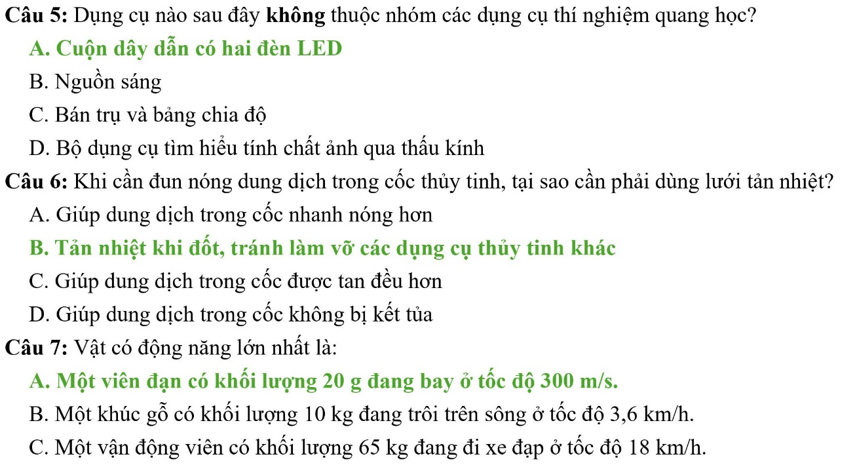 Câu 5: Dụng cụ nào sau đây không thuộc nhóm các dụng cụ thí nghiệm quang học?
A. Cuộn dây dẫn có hai đèn LED
B. Nguồn sáng
C. Bán trụ và bảng chia độ
D. Bộ dụng cụ tìm hiểu tính chất ảnh qua thấu kính
Câu 6: Khi cần đun nóng dung dịch trong cốc thủy tinh, tại sao cần phải dùng lưới tản nhiệt?
A. Giúp dung dịch trong cốc nhanh nóng hơn
B. Tản nhiệt khi đốt, tránh làm vỡ các dụng cụ thủy tinh khác
C. Giúp dung dịch trong cốc được tan đều hơn
D. Giúp dung dịch trong cốc không bị kết tủa
Câu 7: Vật có động năng lớn nhất là:
A. Một viên đạn có khối lượng 20 g đang bay ở tốc độ 300 m/s.
B. Một khúc gỗ có khối lượng 10 kg đang trôi trên sông ở tốc độ 3,6 km/h.
C. Một vận động viên có khối lượng 65 kg đang đi xe đạp ở tốc độ 18 km/h.